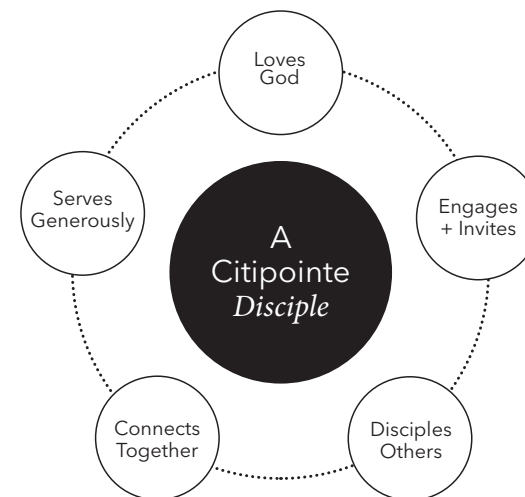 Loves
God
Engages
+ Invites
Disciples
Others
Connects
Together
Serves
Generously
A
Citipointe
Disciple